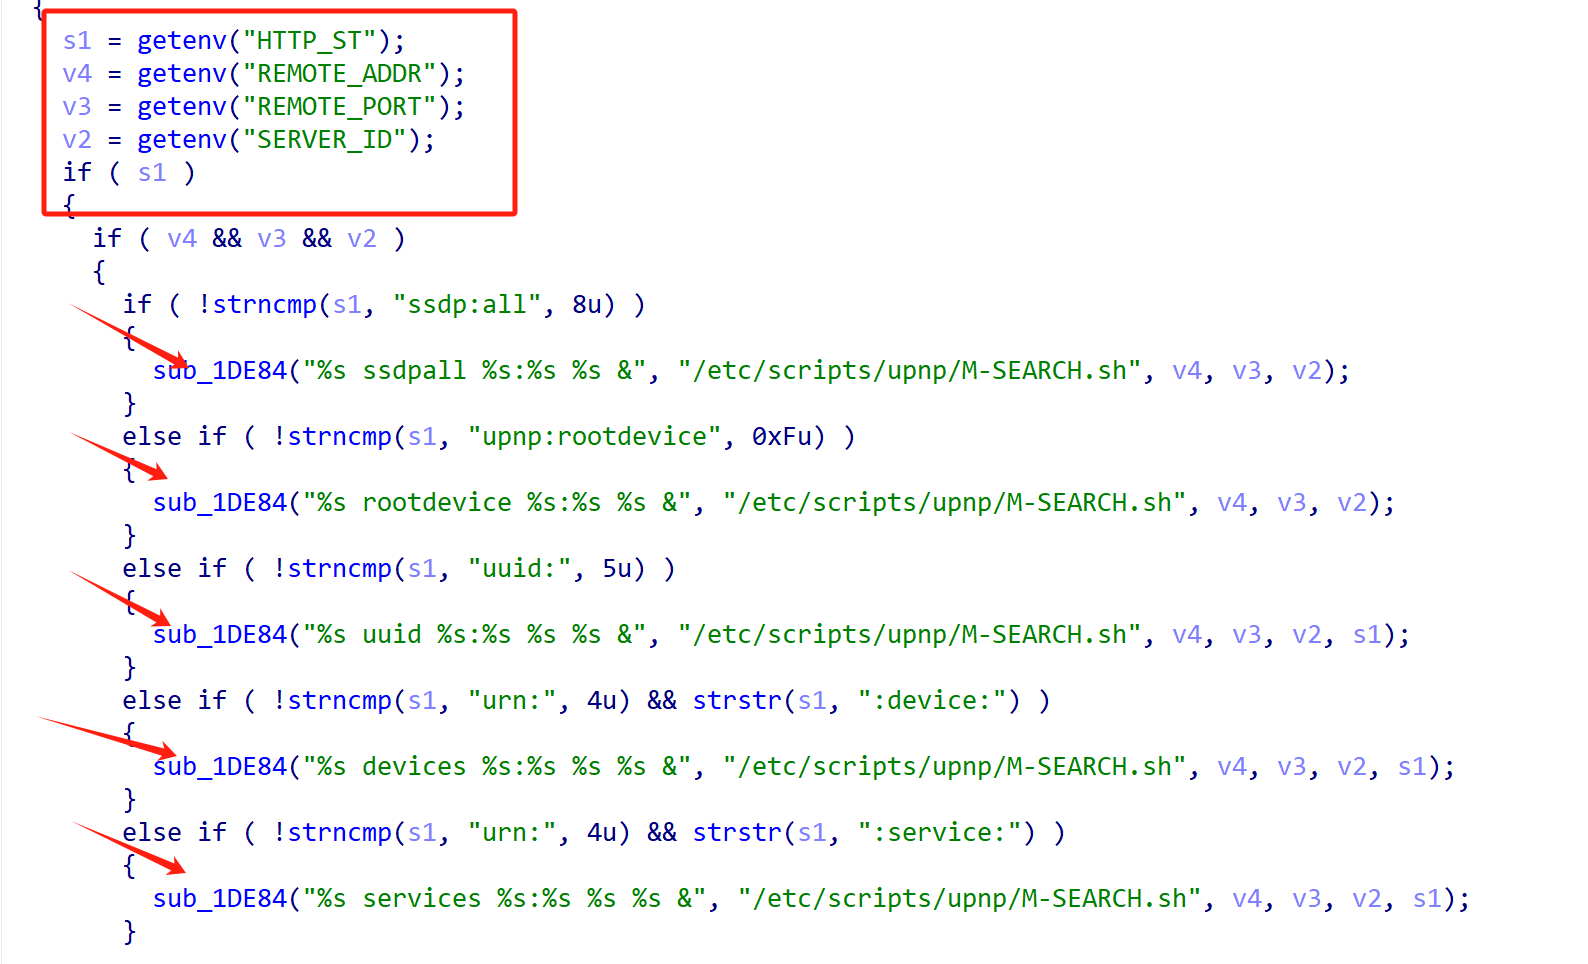 {
s1 = getenv("HTTP_ST");
v4 = getenv("REMOTE_ADDR");
v3 = getenv("REMOTE_PORT");
v2 = getenv("SERVER_ID");
if ( s1 )
{
if ( v4 && v3 && v2 )
{
if ( !strncmp(s1, "ssdp:all", 8u) )
{
sub_1DE84("%s ssdpall %s:%s %s &", "/etc/scripts/upnp/M-SEARCH.sh", v4, v3, v2);
}
else if ( !strncmp(s1, "upnp:rootdevice", 0xFu) )
{
sub_1DE84("%s rootdevice %s:%s %s &", "/etc/scripts/upnp/M-SEARCH.sh", v4, v3, v2);
}
else if ( !strncmp(s1, "uuid:", 5u) )
{
sub_1DE84("%s uuid %s:%s %s %s &", "/etc/scripts/upnp/M-SEARCH.sh", v4, v3, v2, s1);
}
else if ( !strncmp(s1, "urn:", 4u) && strstr(s1, ":device:") )
{
sub_1DE84("%s devices %s:%s %s %s &", "/etc/scripts/upnp/M-SEARCH.sh", v4, v3, v2, s1);
}
else if ( !strncmp(s1, "urn:", 4u) && strstr(s1, ":service:") )
{
sub_1DE84("%s services %s:%s %s %s &", "/etc/scripts/upnp/M-SEARCH.sh", v4, v3, v2, s1);
}